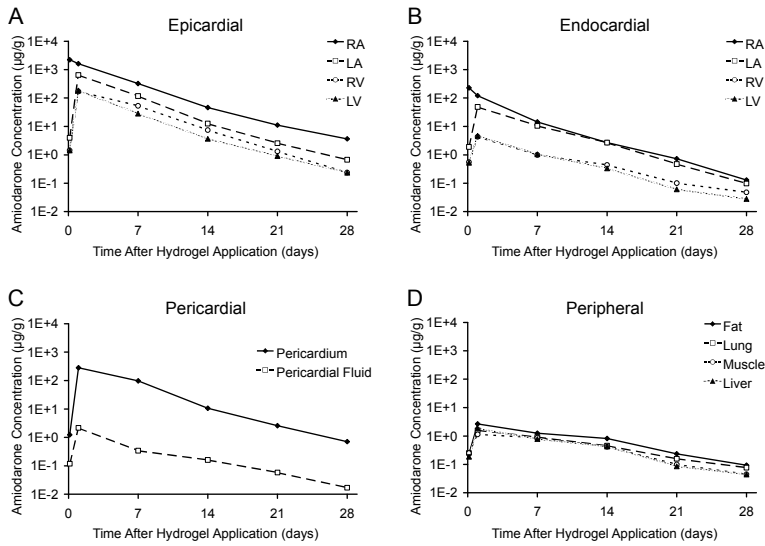 A
Epicardial
Amiodarone Concentration (µg/g)
1E+4
1E+3
1E+2
1E+1
1E+0
1E-1
1E-2
0 7 14 21 28
Time After Hydrogel Application (days)
RA
LA
RV
LV
B
Endocardial
Amiodarone Concentration (µg/g)
1E+4
1E+3
1E+2
1E+1
1E+0
1E-1
1E-2
0 7 14 21 28
Time After Hydrogel Application (days)
RA
LA
RV
LV
C
Pericardial
Amiodarone Concentration (µg/g)
1E+4
1E+3
1E+2
1E+1
1E+0
1E-1
1E-2
0 7 14 21 28
Time After Hydrogel Application (days)
Pericardium
Pericardial Fluid
D
Peripheral
Amiodarone Concentration (µg/g)
1E+4
1E+3
1E+2
1E+1
1E+0
1E-1
1E-2
0 7 14 21 28
Time After Hydrogel Application (days)
Fat
Lung
Muscle
Liver